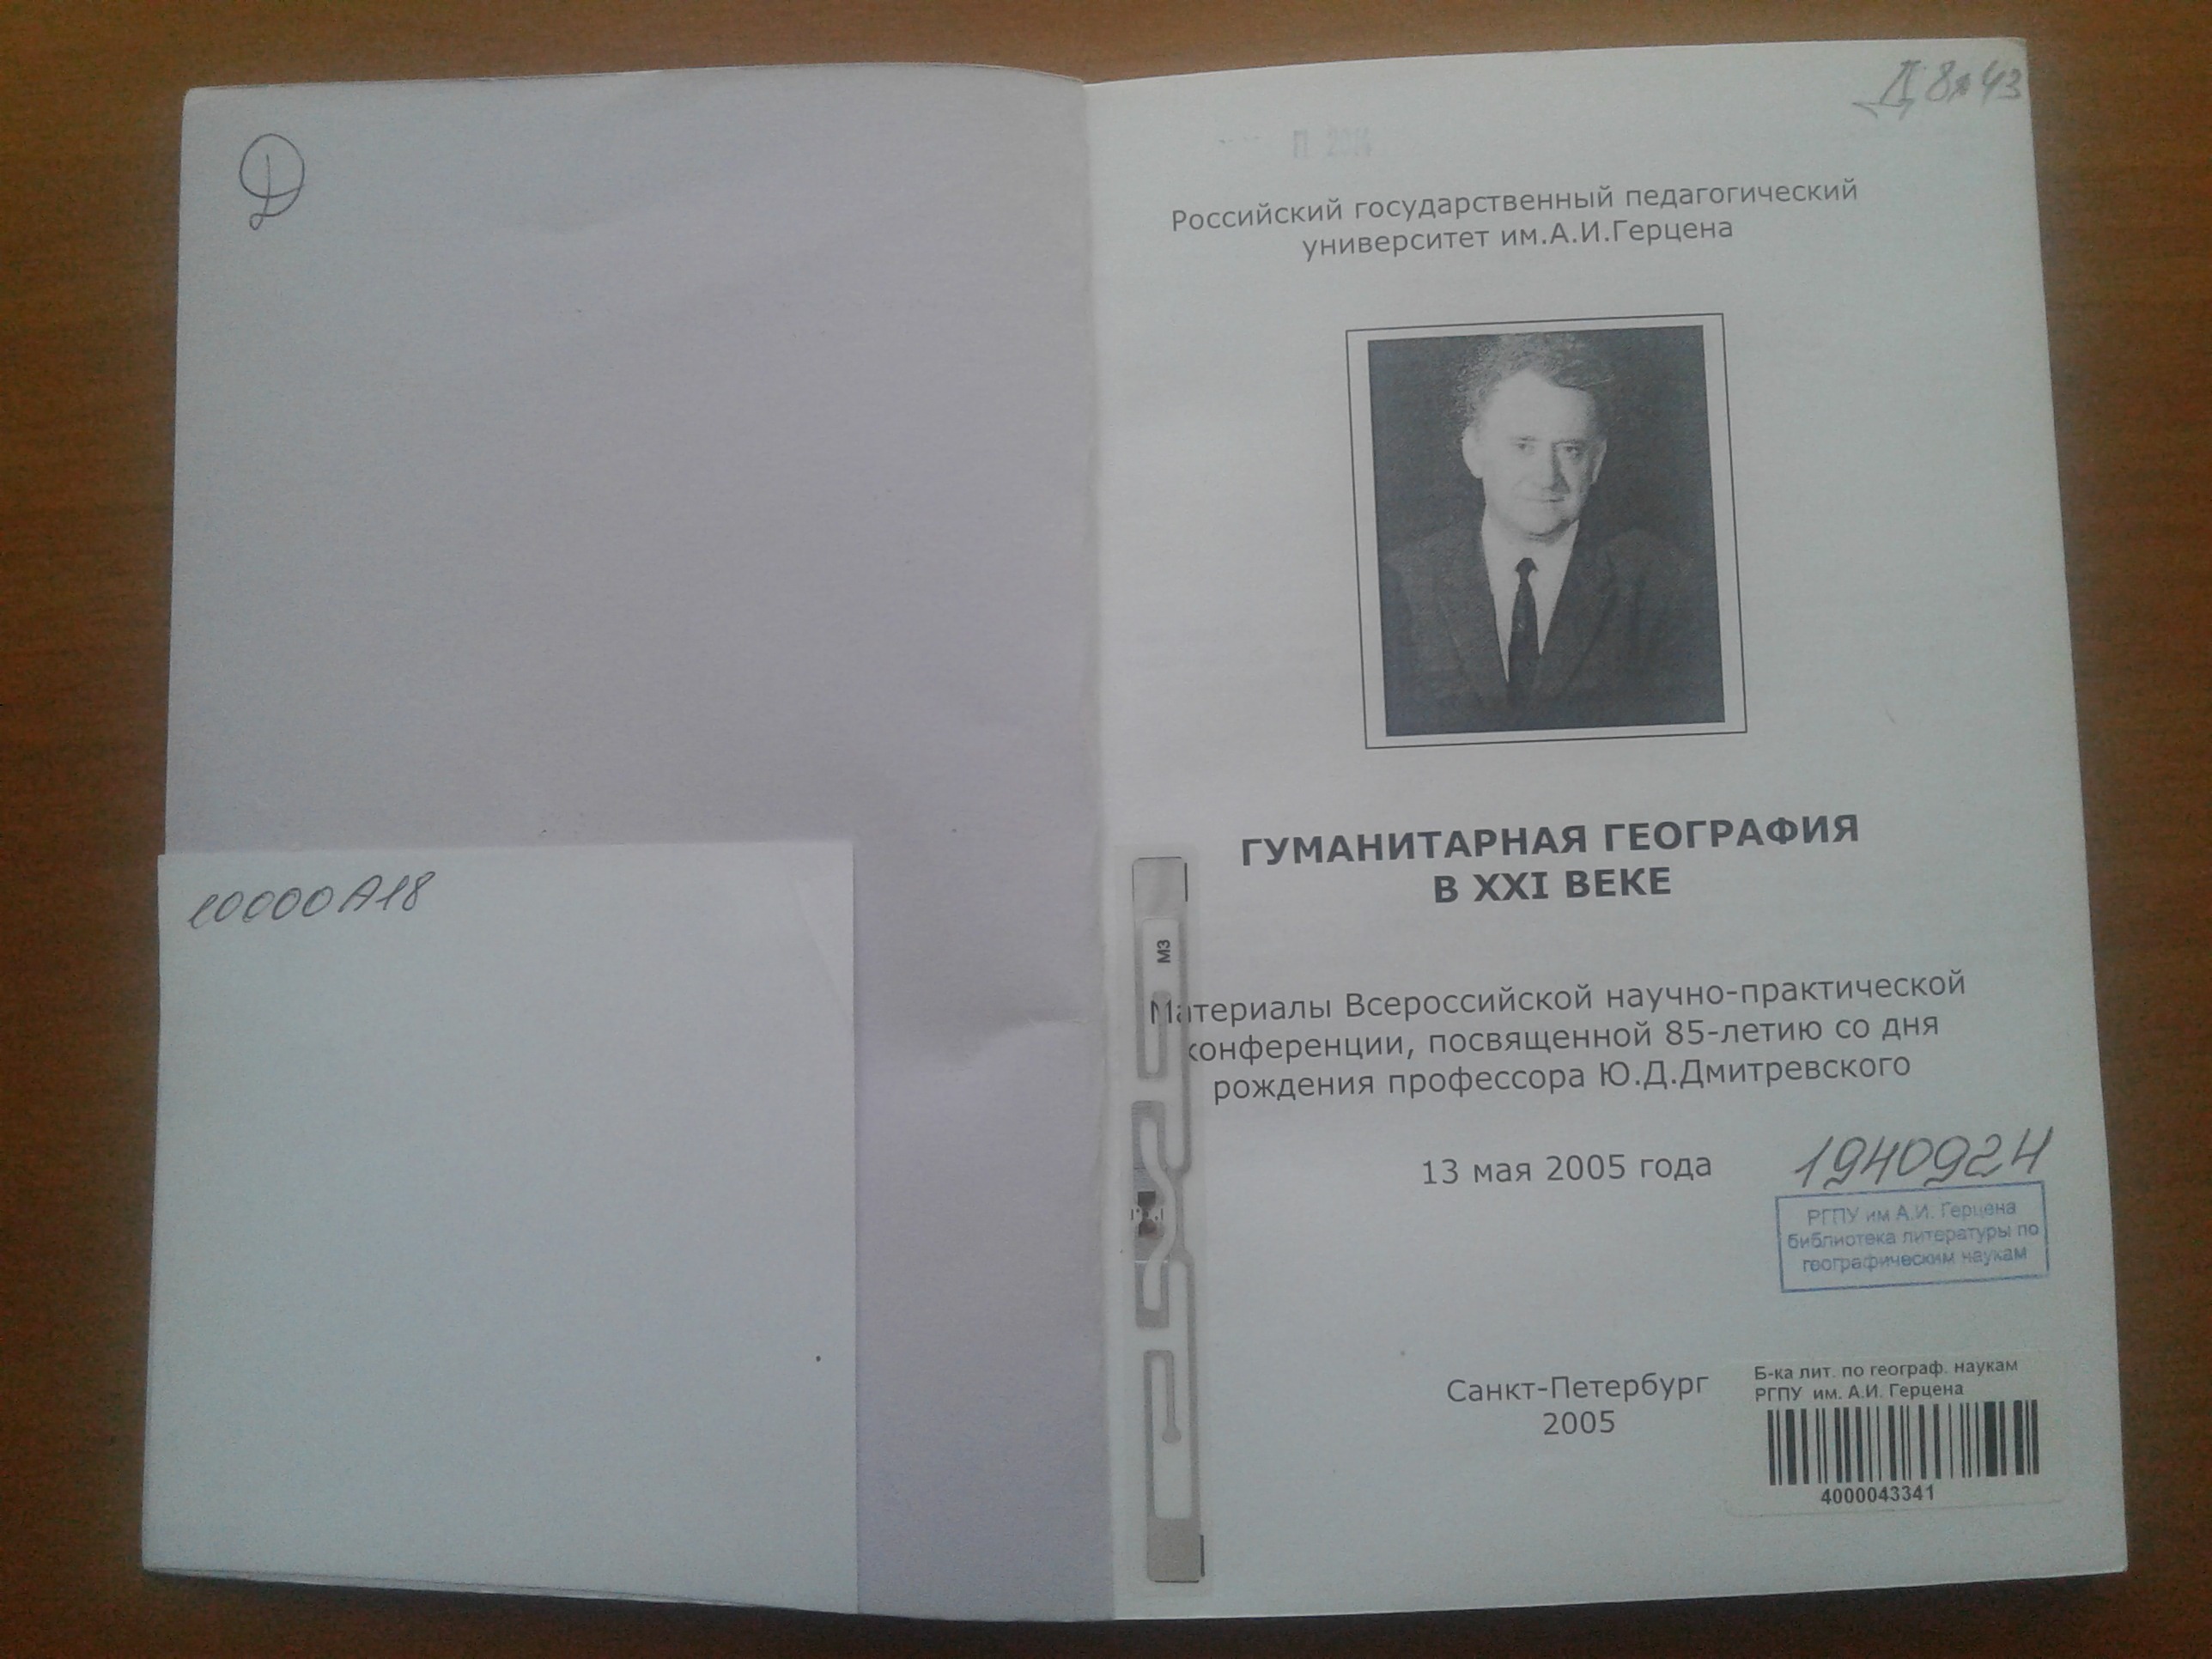 Д
10000А18
Д 8я43
П 2014
Российский государственный педагогический
университет им.А.И.Герцена
ГУМАНИТАРНАЯ ГЕОГРАФИЯ
В XXI ВЕКЕ
М3
Материалы Всероссийской научно-практической
конференции, посвященной 85-летию со дня
рождения профессора Ю.Д.Дмитревского
13 мая 2005 года
1940924
РГПУ им А.И. Герцена
библиотека литературы по
географическим наукам
Санкт-Петербург
2005
Б-ка лит. по географ. наукам
РГПУ им. А.И. Герцена
4000043341